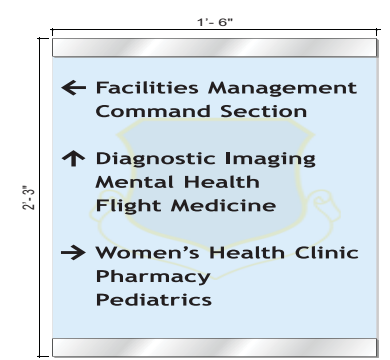 1'- 6"
2'- 3"
← Facilities Management
Command Section
↑ Diagnostic Imaging
Mental Health
Flight Medicine
→ Women's Health Clinic
Pharmacy
Pediatrics